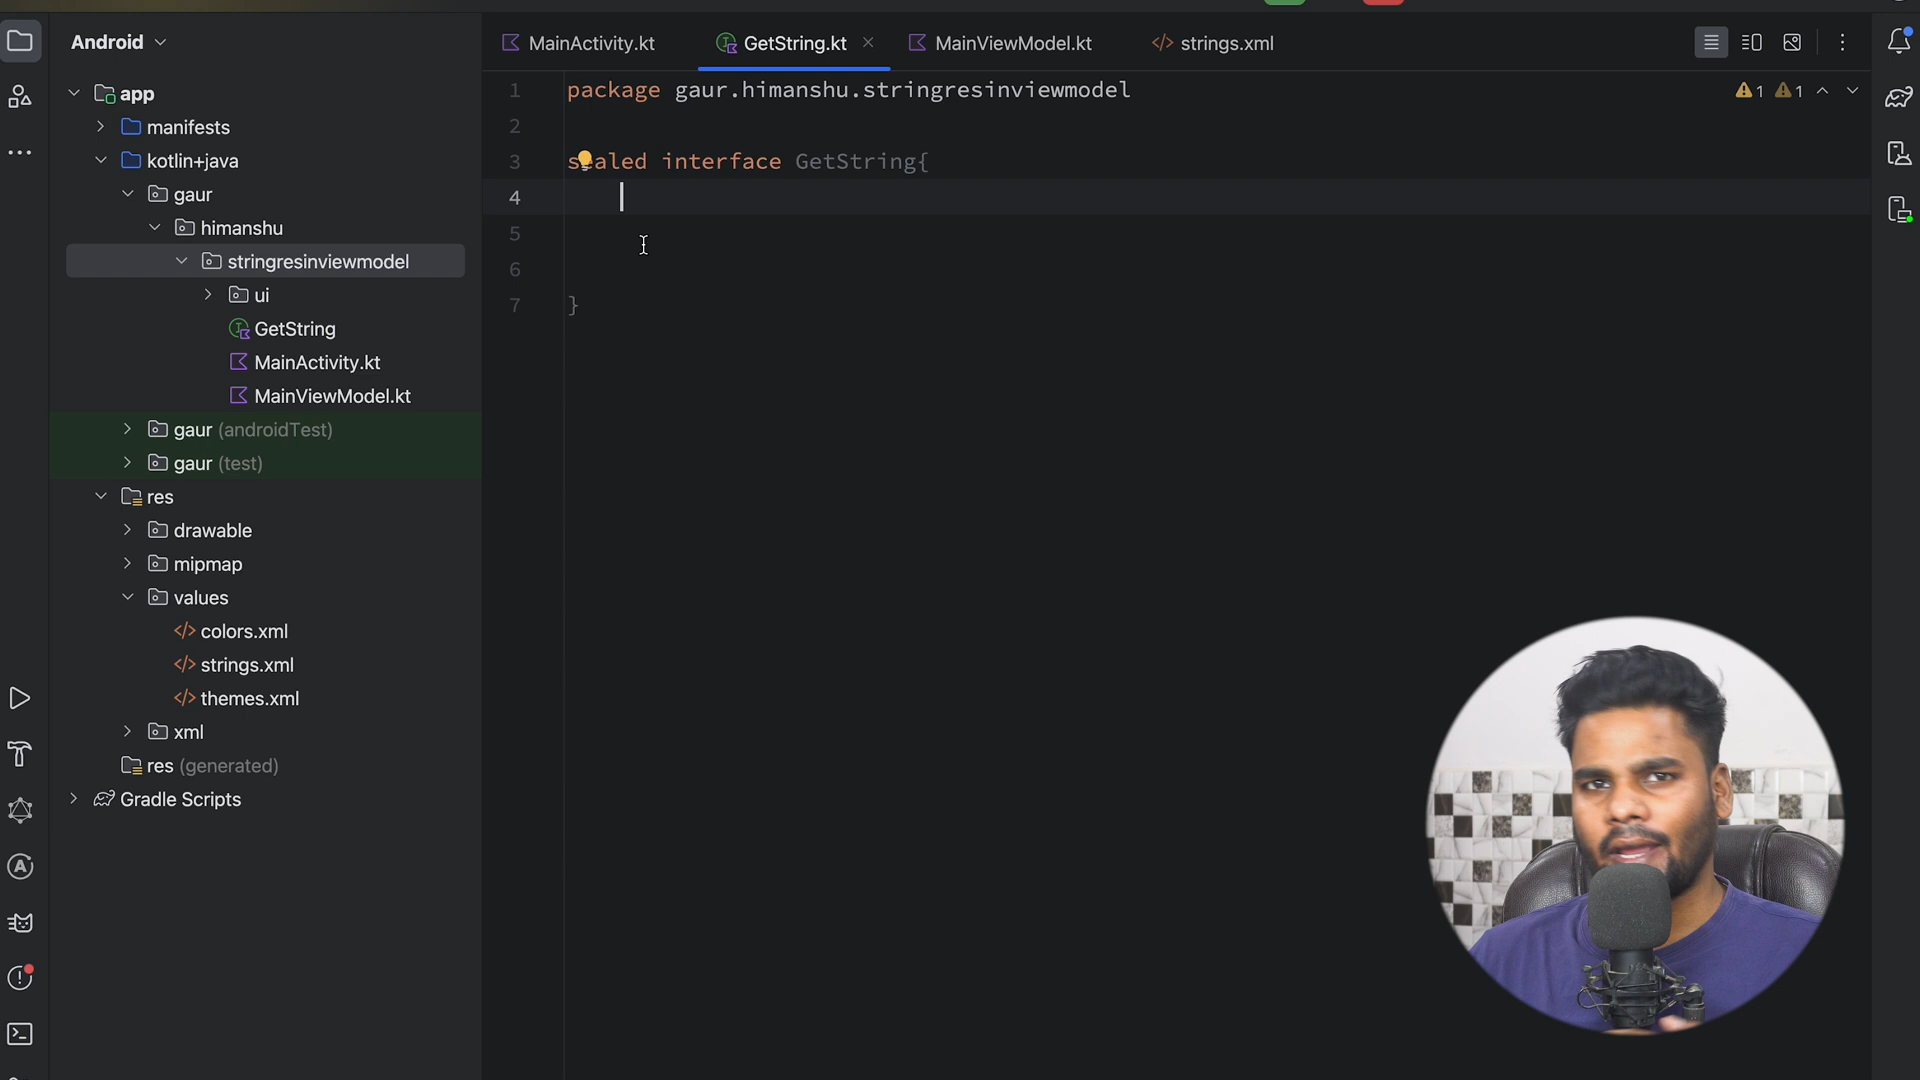 Android
app
manifests
kotlin+java
gaur
himanshu
stringresinviewmodel
ui
GetString
MainActivity.kt
MainViewModel.kt
gaur (androidTest)
gaur (test)
res
drawable
mipmap
values
colors.xml
strings.xml
themes.xml
xml
res (generated)
Gradle Scripts
MainActivity.kt
GetString.kt
MainViewModel.kt
strings.xml
1 package gaur.himanshu.stringresinviewmodel
1 1
2
3 sealed interface GetString{
4
5
6
7 }